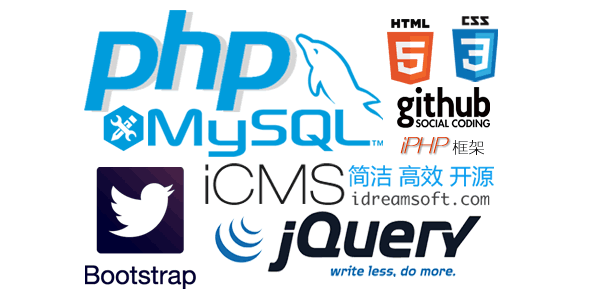 php
MySQL™
HTML
5
CSS
3
github
SOCIAL CODING
iPHP 框架
iCMS
简洁 高效 开源
idreamsoft.com
Bootstrap
jQuery
write less, do more.